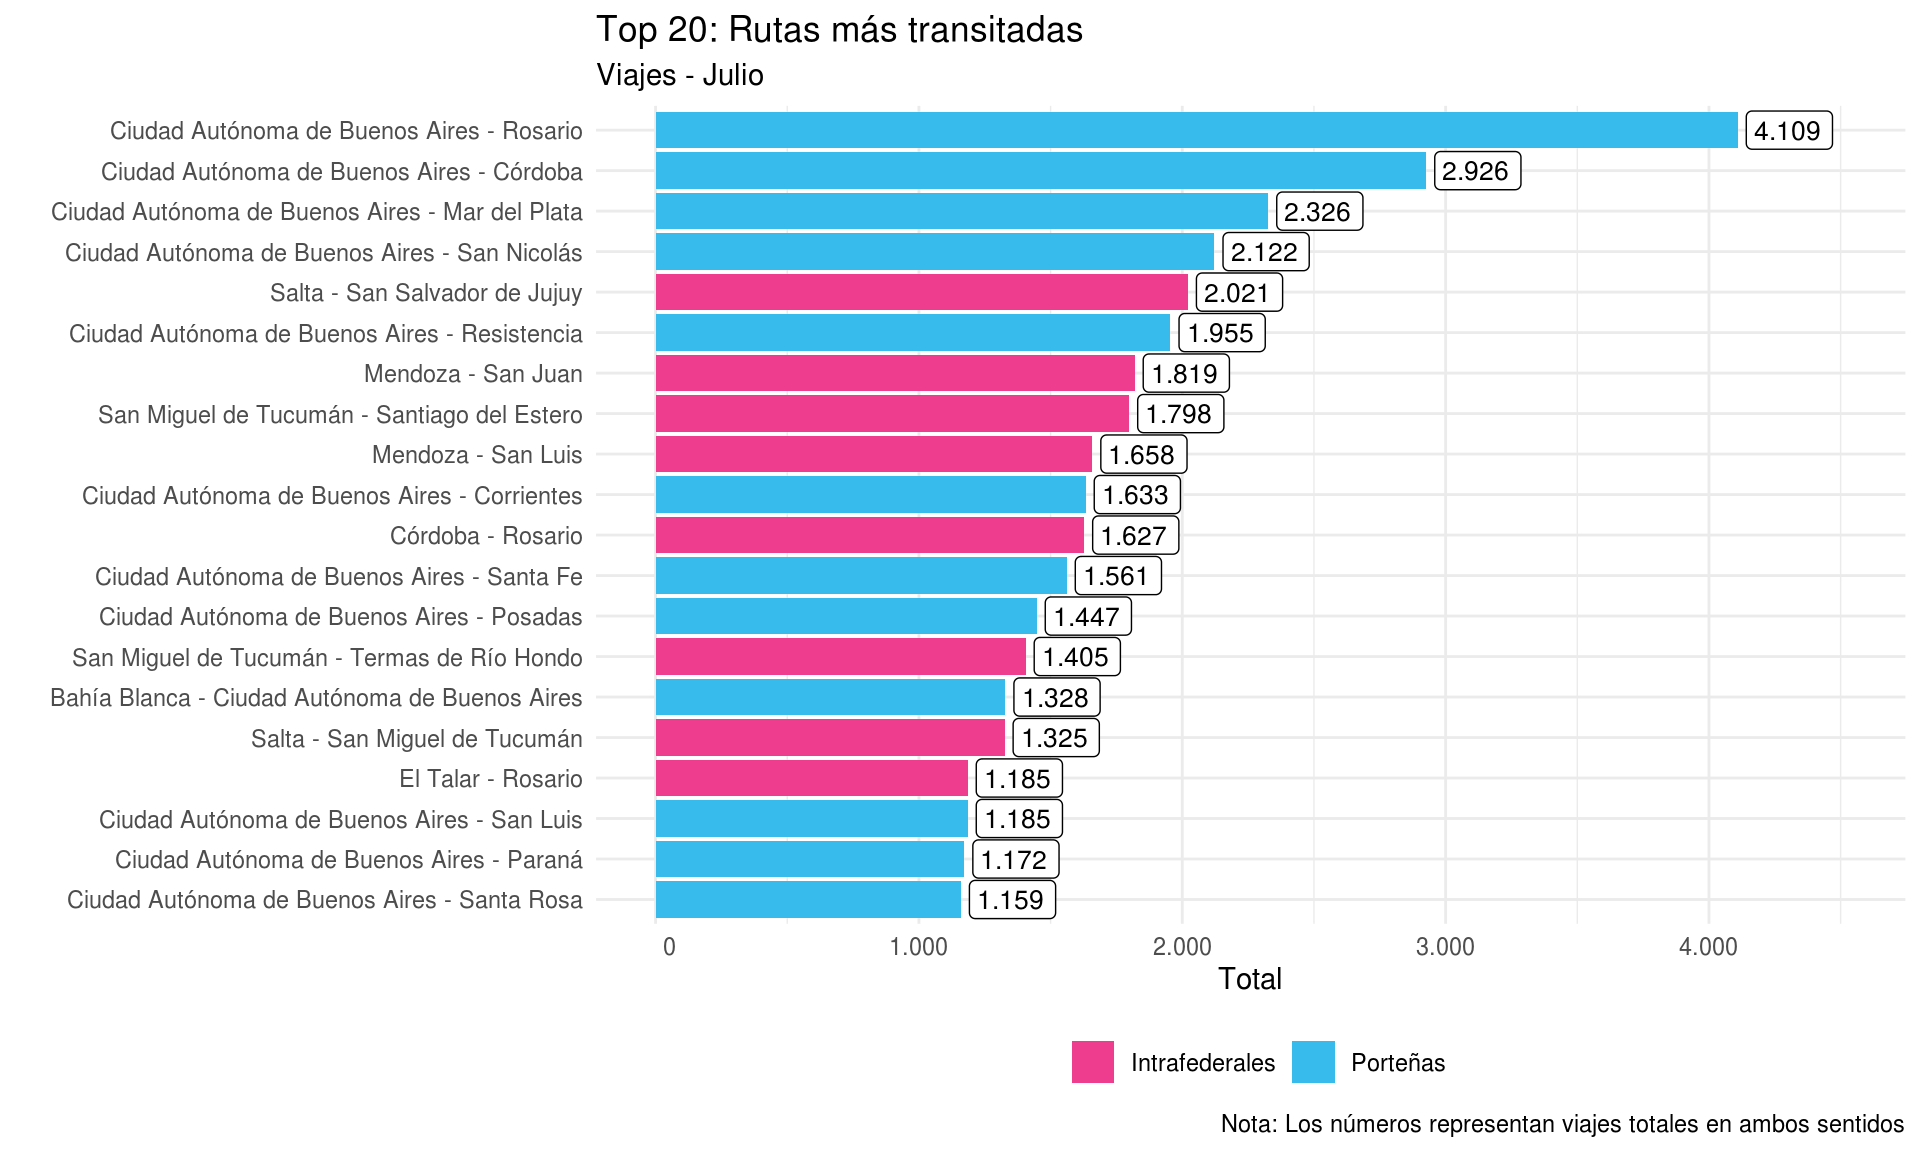 Top 20: Rutas más transitadas
Viajes - Julio
Ciudad Autónoma de Buenos Aires - Rosario 4.109
Ciudad Autónoma de Buenos Aires - Córdoba 2.926
Ciudad Autónoma de Buenos Aires - Mar del Plata 2.326
Ciudad Autónoma de Buenos Aires - San Nicolás 2.122
Salta - San Salvador de Jujuy 2.021
Ciudad Autónoma de Buenos Aires - Resistencia 1.955
Mendoza - San Juan 1.819
San Miguel de Tucumán - Santiago del Estero 1.798
Mendoza - San Luis 1.658
Ciudad Autónoma de Buenos Aires - Corrientes 1.633
Córdoba - Rosario 1.627
Ciudad Autónoma de Buenos Aires - Santa Fe 1.561
Ciudad Autónoma de Buenos Aires - Posadas 1.447
San Miguel de Tucumán - Termas de Río Hondo 1.405
Bahía Blanca - Ciudad Autónoma de Buenos Aires 1.328
Salta - San Miguel de Tucumán 1.325
El Talar - Rosario 1.185
Ciudad Autónoma de Buenos Aires - San Luis 1.185
Ciudad Autónoma de Buenos Aires - Paraná 1.172
Ciudad Autónoma de Buenos Aires - Santa Rosa 1.159
0 1.000 2.000 3.000 4.000
Total
Intrafederales Porteñas
Nota: Los números representan viajes totales en ambos sentidos